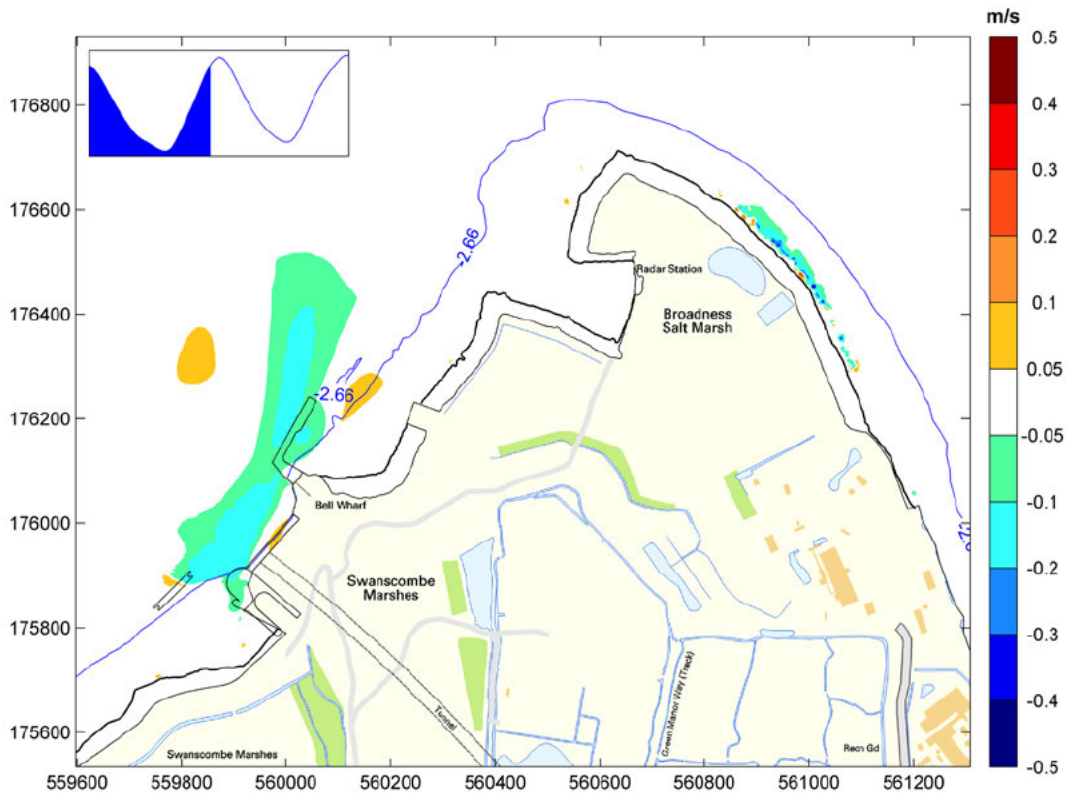 m/s
0.5
0.4
0.3
0.2
0.1
0.05
-0.05
-0.1
-0.2
-0.3
-0.4
-0.5
176800
176600
176400
176200
176000
175800
175600
-2.66
Radar Station
Broadness
Salt Marsh
-2.66
Bell Wharf
Swanscombe
Marshes
Tunnel
Green Manor Way (Track)
Swanscombe Marshes
Recn Gd
559600 559800 560000 560200 560400 560600 560800 561000 561200